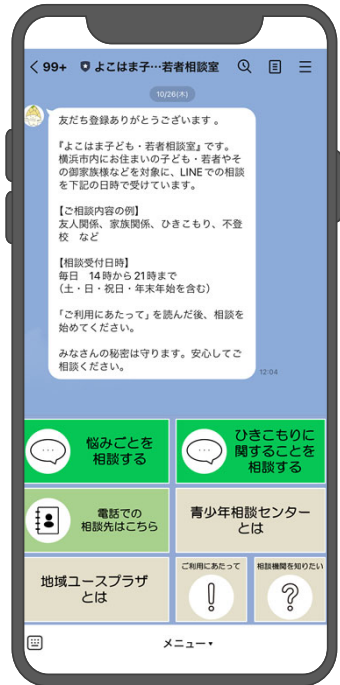 99+ よこはま子…若者相談室
10/26(木)
友だち登録ありがとうございます。
『よこはま子ども・若者相談室』です。
横浜市内にお住まいの子ども・若者やそ
の御家族様などを対象に、LINEでの相談
を下記の日時で受けています。
【ご相談内容の例】
友人関係、家族関係、ひきこもり、不登
校 など
【相談受付日時】
毎日 14時から21時まで
（土・日・祝日・年末年始を含む）
「ご利用にあたって」を読んだ後、相談を
始めてください。
みなさんの秘密は守ります。安心してご
相談ください。
12:04
悩みごとを
相談する
ひきこもりに
関することを
相談する
電話での
相談先はこちら
青少年相談センター
とは
地域ユースプラザ
とは
ご利用にあたって
相談機関を知りたい
メニュー▾